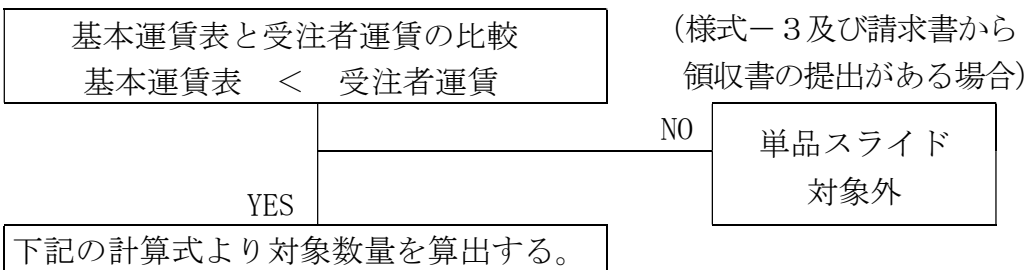 基本運賃表と受注者運賃の比較
基本運賃表　＜　受注者運賃
(様式－３及び請求書から
領収書の提出がある場合)
NO
単品スライド
対象外
YES
下記の計算式より対象数量を算出する。